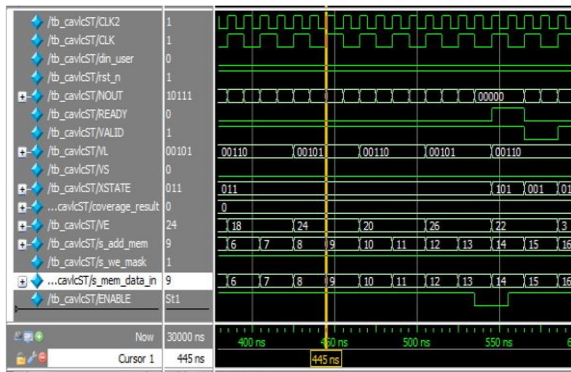 /tb_cavlcST/CLK2 1
/tb_cavlcST/CLK 1
/tb_cavlcST/din_user 0
/tb_cavlcST/rst_n 1
/tb_cavlcST/NOUT 10111 00000
/tb_cavlcST/READY 0
/tb_cavlcST/VALID 1
/tb_cavlcST/VL 00101 00110 00101 00110 00101 00110
/tb_cavlcST/VS 0
/tb_cavlcST/XSTATE 011 011 101 001 01
...cavlcST/coverage_result 0 0
/tb_cavlcST/VE 24 18 24 20 26 22 3
/tb_cavlcST/s_add_mem 9 6 7 8 9 10 11 12 13 14 15 16
/tb_cavlcST/s_we_mask 1
...cavlcST/s_mem_data_in 9 6 7 8 9 10 11 12 13 14 15 16
/tb_cavlcST/ENABLE St1
Now 30000 ns 400 ns 500 ns 550 ns
Cursor 1 445 ns 445 ns